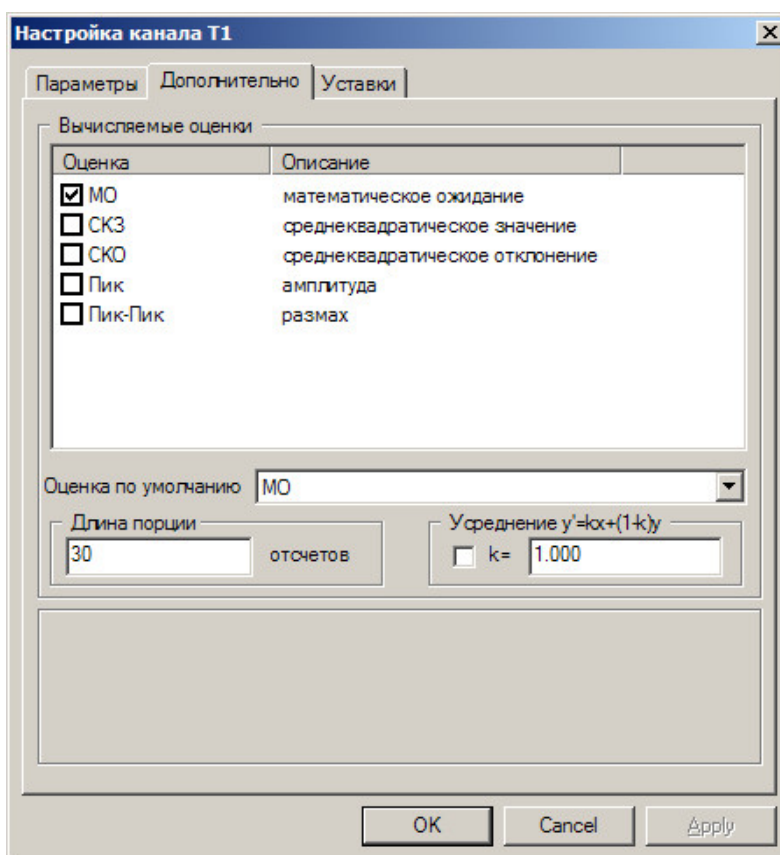 Настройка канала T1
Параметры Дополнительно Уставки
Вычисляемые оценки
Оценка Описание
МО математическое ожидание
СКЗ среднеквадратическое значение
СКО среднеквадратическое отклонение
Пик амплитуда
Пик-Пик размах
Оценка по умолчанию МО
Длина порции Усреднение y'=kx+(1-k)y
30 отсчетов k= 1.000
OK Cancel Apply